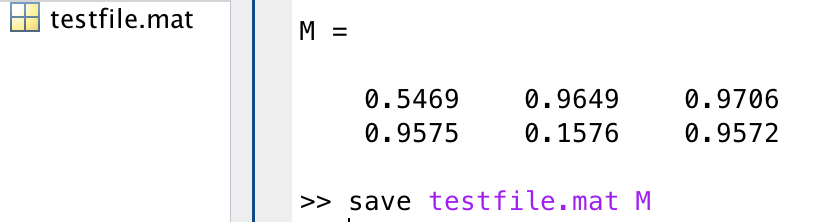 testfile.mat
M =
0.5469 0.9649 0.9706
0.9575 0.1576 0.9572
>> save testfile.mat M